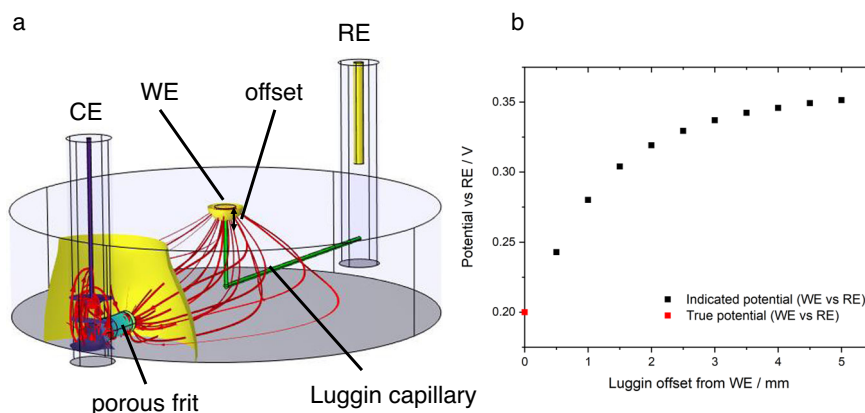 a
RE
WE
offset
CE
porous frit
Luggin capillary
b
Potential vs RE / V
0.35
0.30
0.25
0.20
Indicated potential (WE vs RE)
True potential (WE vs RE)
0 1 2 3 4 5
Luggin offset from WE / mm